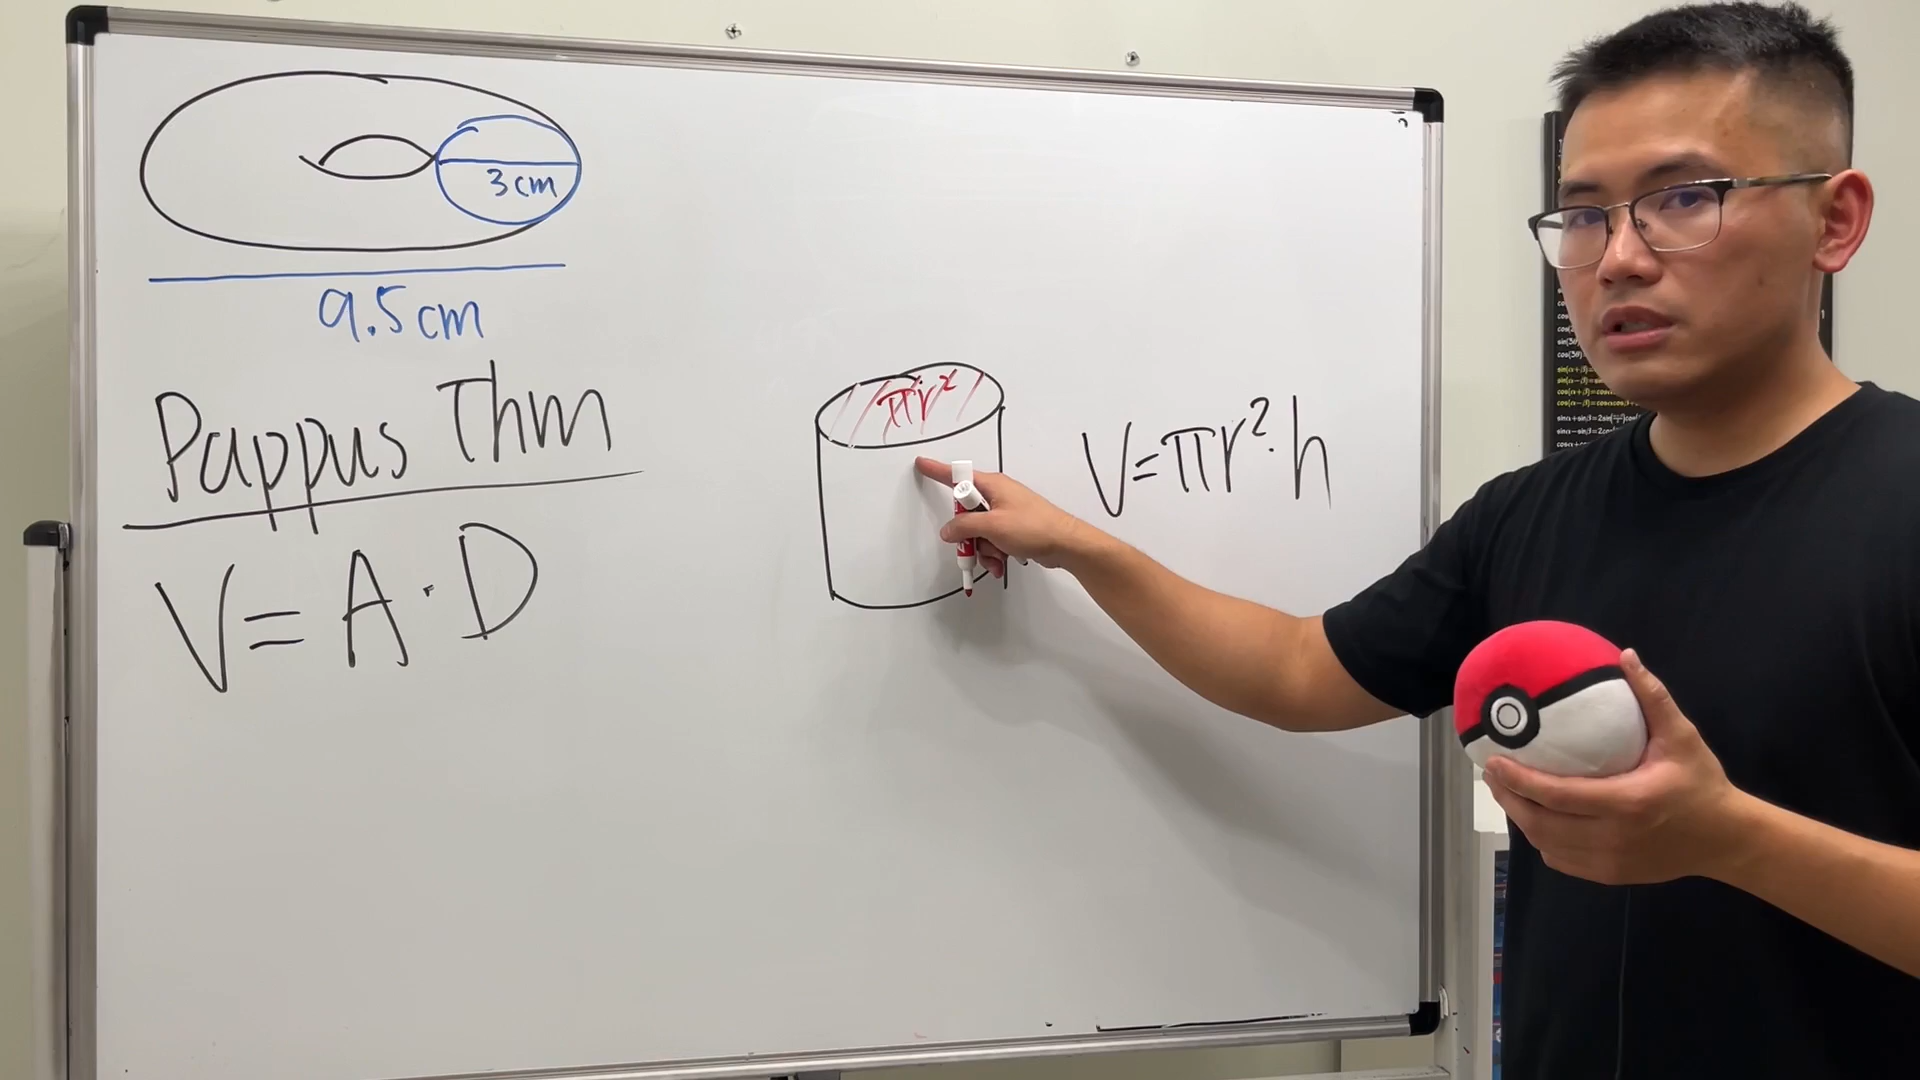 3cm
9.5cm
Pappus Thm
V=A·D
πr²
V=πr²·h